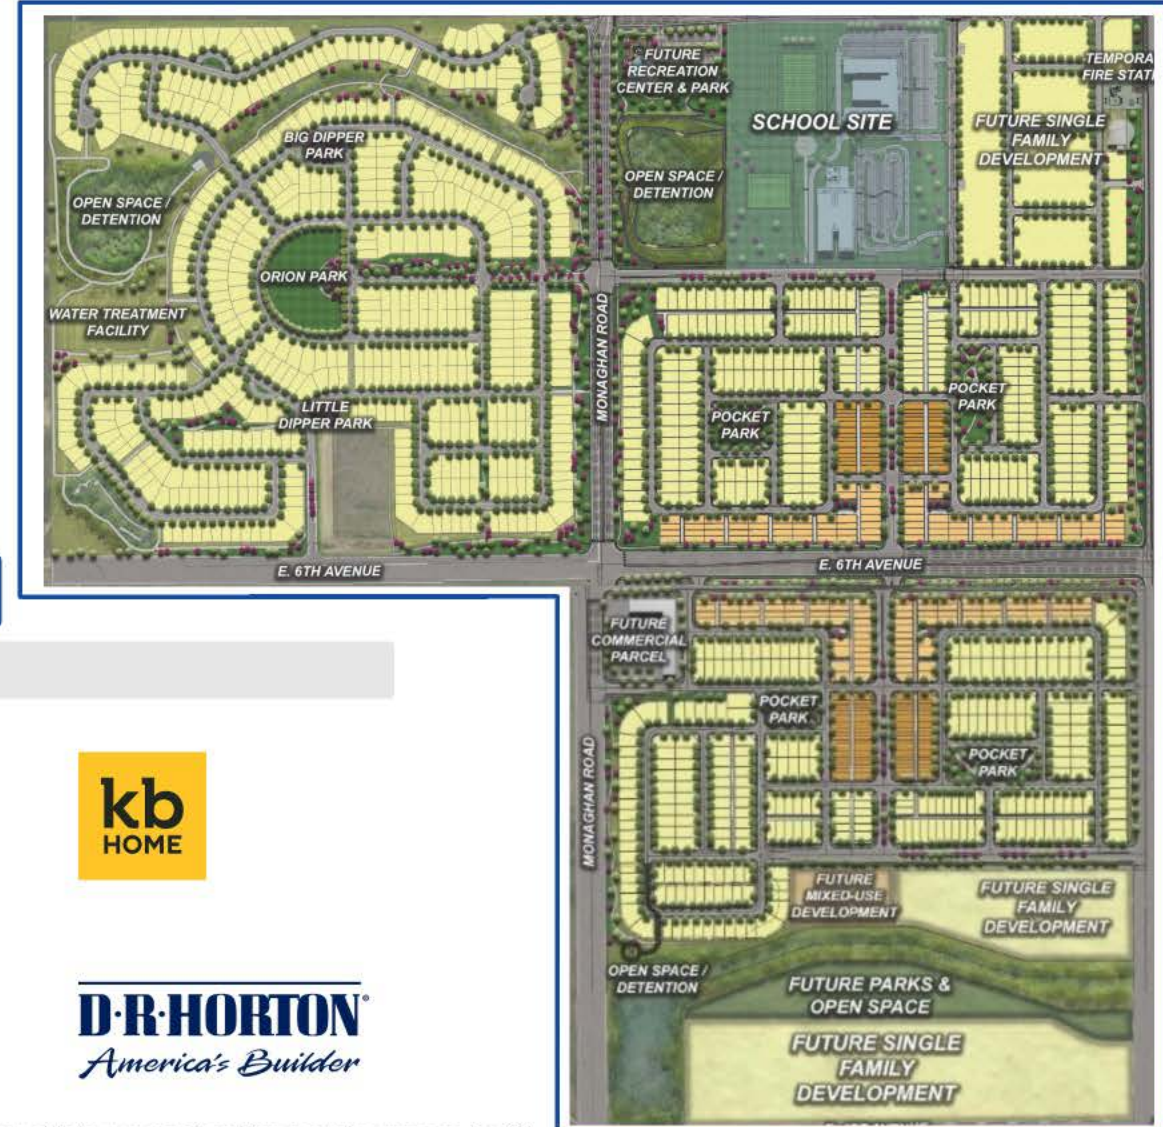 FUTURE
RECREATION
CENTER & PARK
TEMPORA
FIRE STAT
SCHOOL SITE
FUTURE SINGLE
FAMILY
DEVELOPMENT
BIG DIPPER
PARK
OPEN SPACE /
DETENTION
OPEN SPACE /
DETENTION
ORION PARK
WATER TREATMENT
FACILITY
MONAGHAN ROAD
LITTLE
DIPPER PARK
POCKET
PARK
POCKET
PARK
E. 6TH AVENUE
E. 6TH AVENUE
FUTURE
COMMERCIAL
PARCEL
POCKET
PARK
POCKET
PARK
MONAGHAN ROAD
kb
HOME
FUTURE
MIXED-USE
DEVELOPMENT
FUTURE SINGLE
FAMILY
DEVELOPMENT
OPEN SPACE /
DETENTION
FUTURE PARKS &
OPEN SPACE
D·R·HORTON®
America's Builder
FUTURE SINGLE
FAMILY
DEVELOPMENT